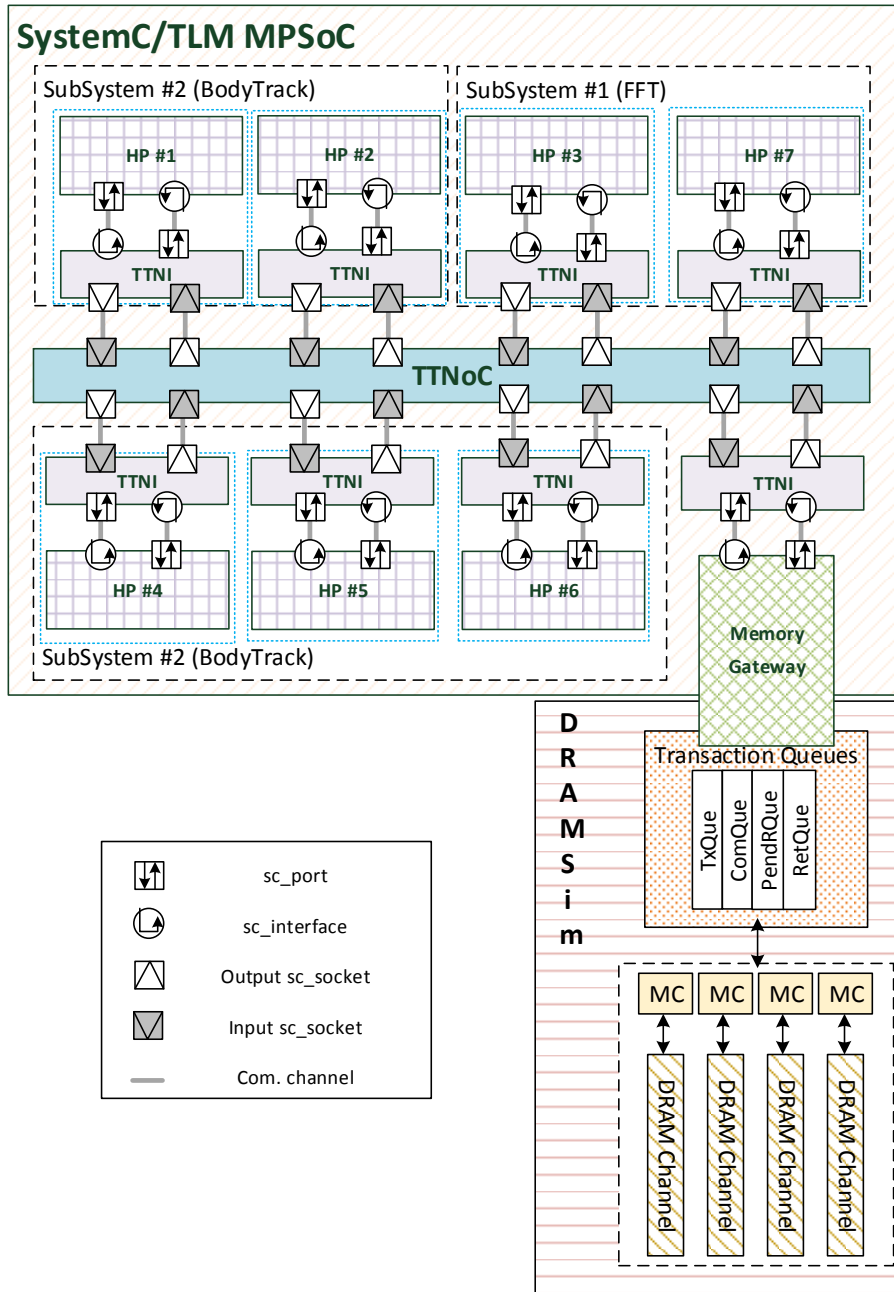 SystemC/TLM MPSoC
SubSystem #2 (BodyTrack)
SubSystem #1 (FFT)
HP #1
HP #2
HP #3
HP #7
TTNI
TTNI
TTNI
TTNI
TTNoC
TTNI
TTNI
TTNI
TTNI
HP #4
HP #5
HP #6
SubSystem #2 (BodyTrack)
Memory
Gateway
DRAMSim
Transaction Queues
TxQue
ComQue
PendRQue
RetQue
MC
MC
MC
MC
DRAM Channel
DRAM Channel
DRAM Channel
DRAM Channel
sc_port
sc_interface
Output sc_socket
Input sc_socket
Com. channel